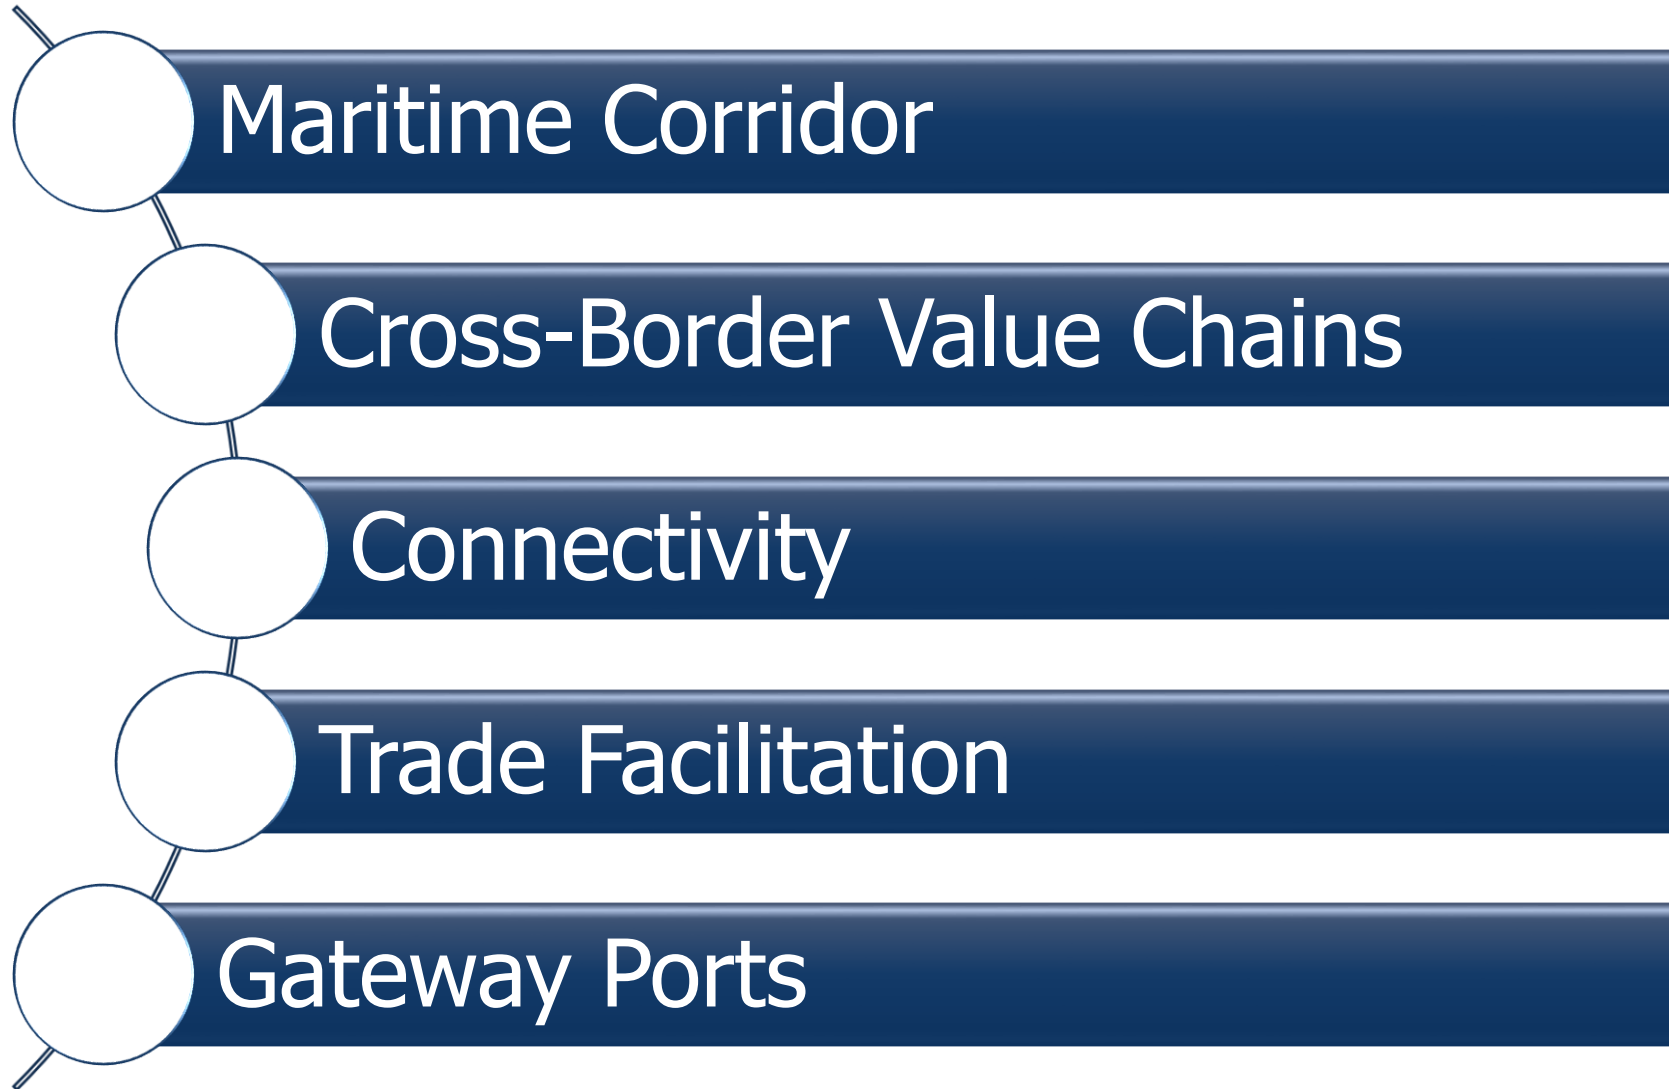 Maritime Corridor
Cross-Border Value Chains
Connectivity
Trade Facilitation
Gateway Ports